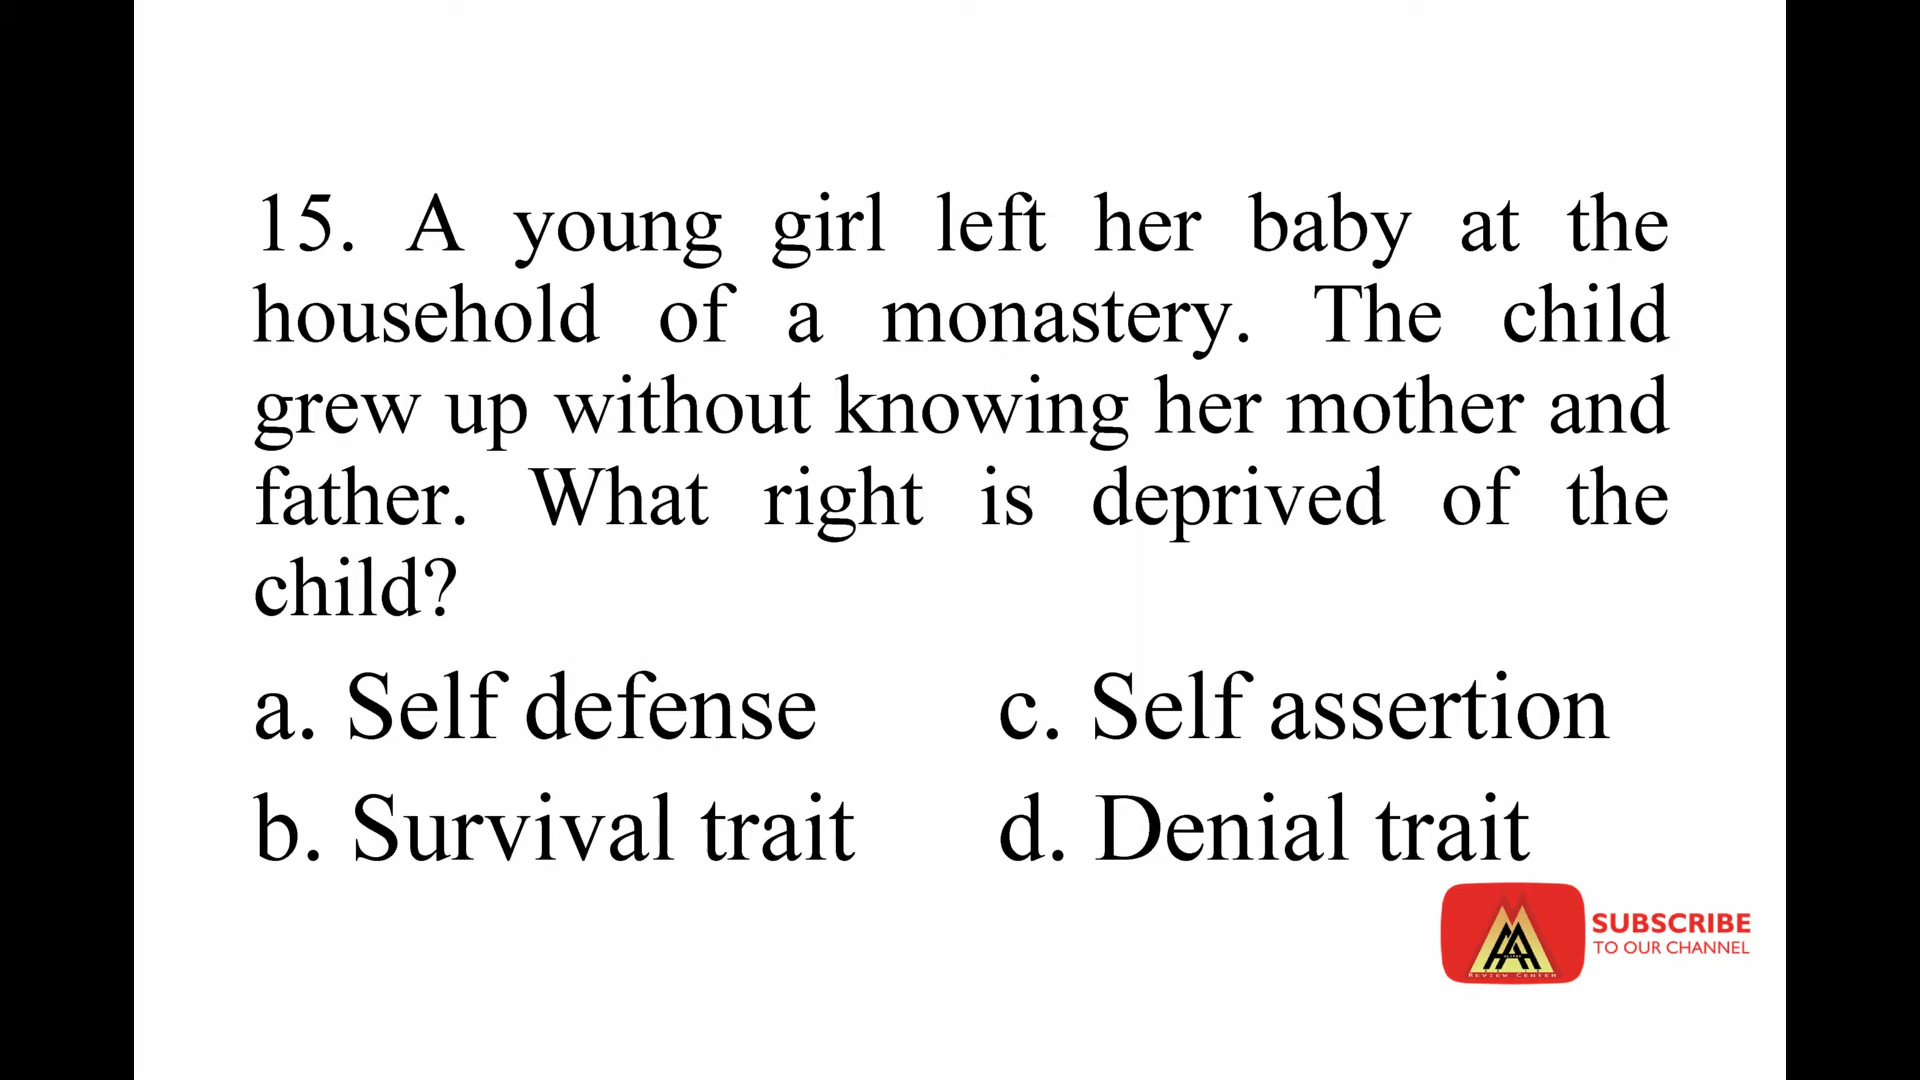 15. A young girl left her baby at the
household of a monastery. The child
grew up without knowing her mother and
father. What right is deprived of the
child?
a. Self defense
c. Self assertion
b. Survival trait
d. Denial trait
SUBSCRIBE
TO OUR CHANNEL
REVIEW CENTER